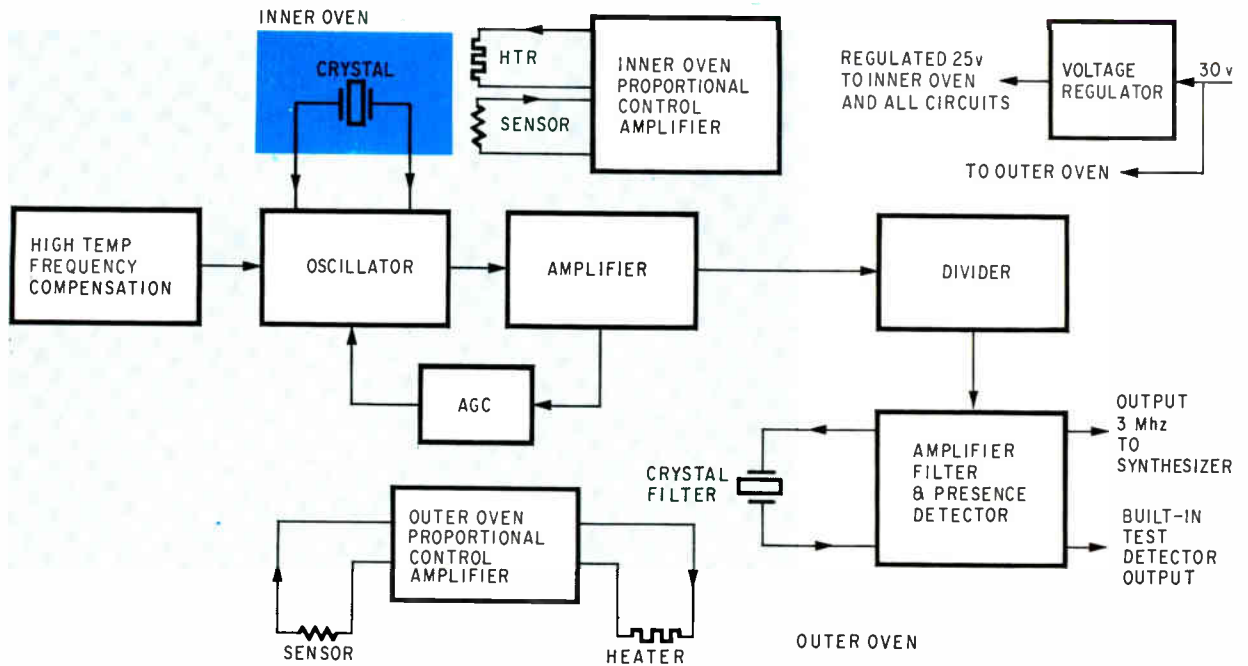 INNER OVEN
CRYSTAL
HTR
SENSOR
INNER OVEN
PROPORTIONAL
CONTROL
AMPLIFIER
REGULATED 25v
TO INNER OVEN
AND ALL CIRCUITS
VOLTAGE
REGULATOR
30 v
TO OUTER OVEN
HIGH TEMP
FREQUENCY
COMPENSATION
OSCILLATOR
AMPLIFIER
DIVIDER
AGC
CRYSTAL
FILTER
AMPLIFIER
FILTER
& PRESENCE
DETECTOR
OUTPUT
3 Mhz
TO
SYNTHESIZER
BUILT-IN
TEST
DETECTOR
OUTPUT
OUTER OVEN
PROPORTIONAL
CONTROL
AMPLIFIER
SENSOR
HEATER
OUTER OVEN